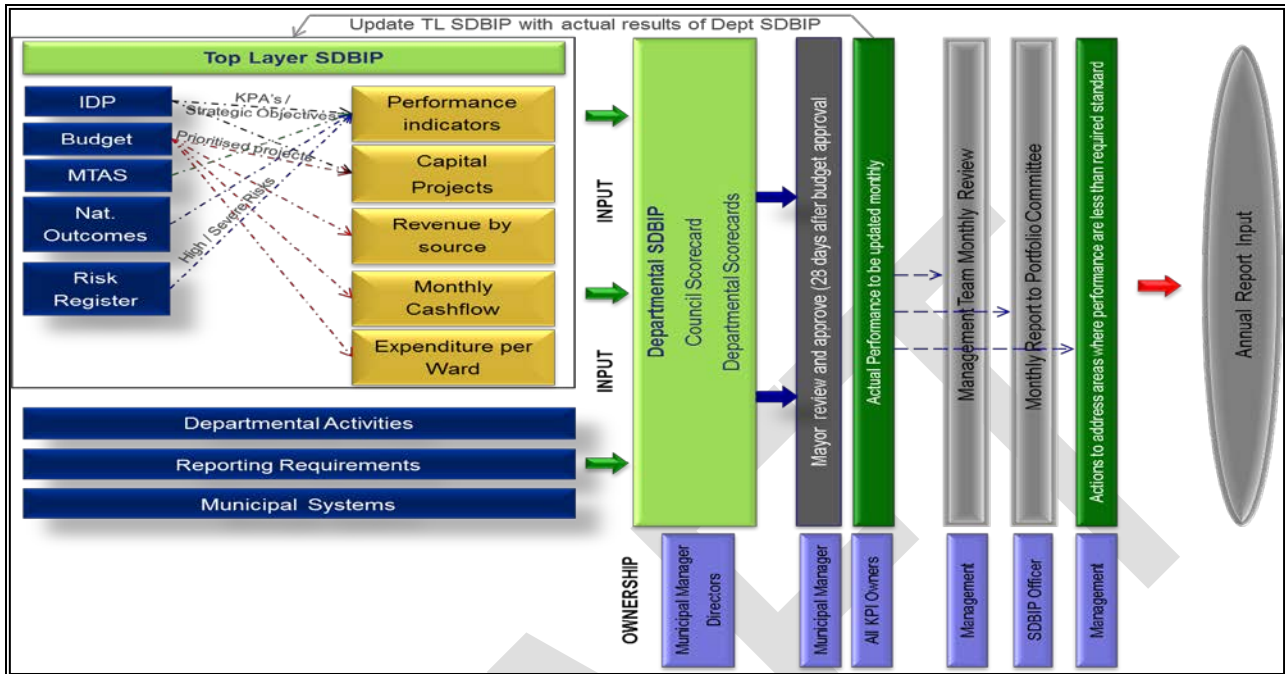 Update TL SDBIP with actual results of Dept SDBIP
Top Layer SDBIP
IDP
Budget
MTAS
Nat.
Outcomes
Risk
Register
KPA's /
Strategic Objectives
Prioritised projects
High / Severe Risks
Performance
indicators
Capital
Projects
Revenue by
source
Monthly
Cashflow
Expenditure per
Ward
Departmental Activities
Reporting Requirements
Municipal Systems
INPUT
INPUT
Departmental SDBIP
Council Scorecard
Departmental Scorecards
Mayor review and approve (28 days after budget approval
Actual Performance to be updated monthly
Management Team Monthly Review
Monthly Report to Portfolio Committee
Actions to address areas where performance are less than required standard
Annual Report Input
OWNERSHIP
Municipal Manager
Directors
Municipal Manager
All KPI Owners
Management
SDBIP Officer
Management